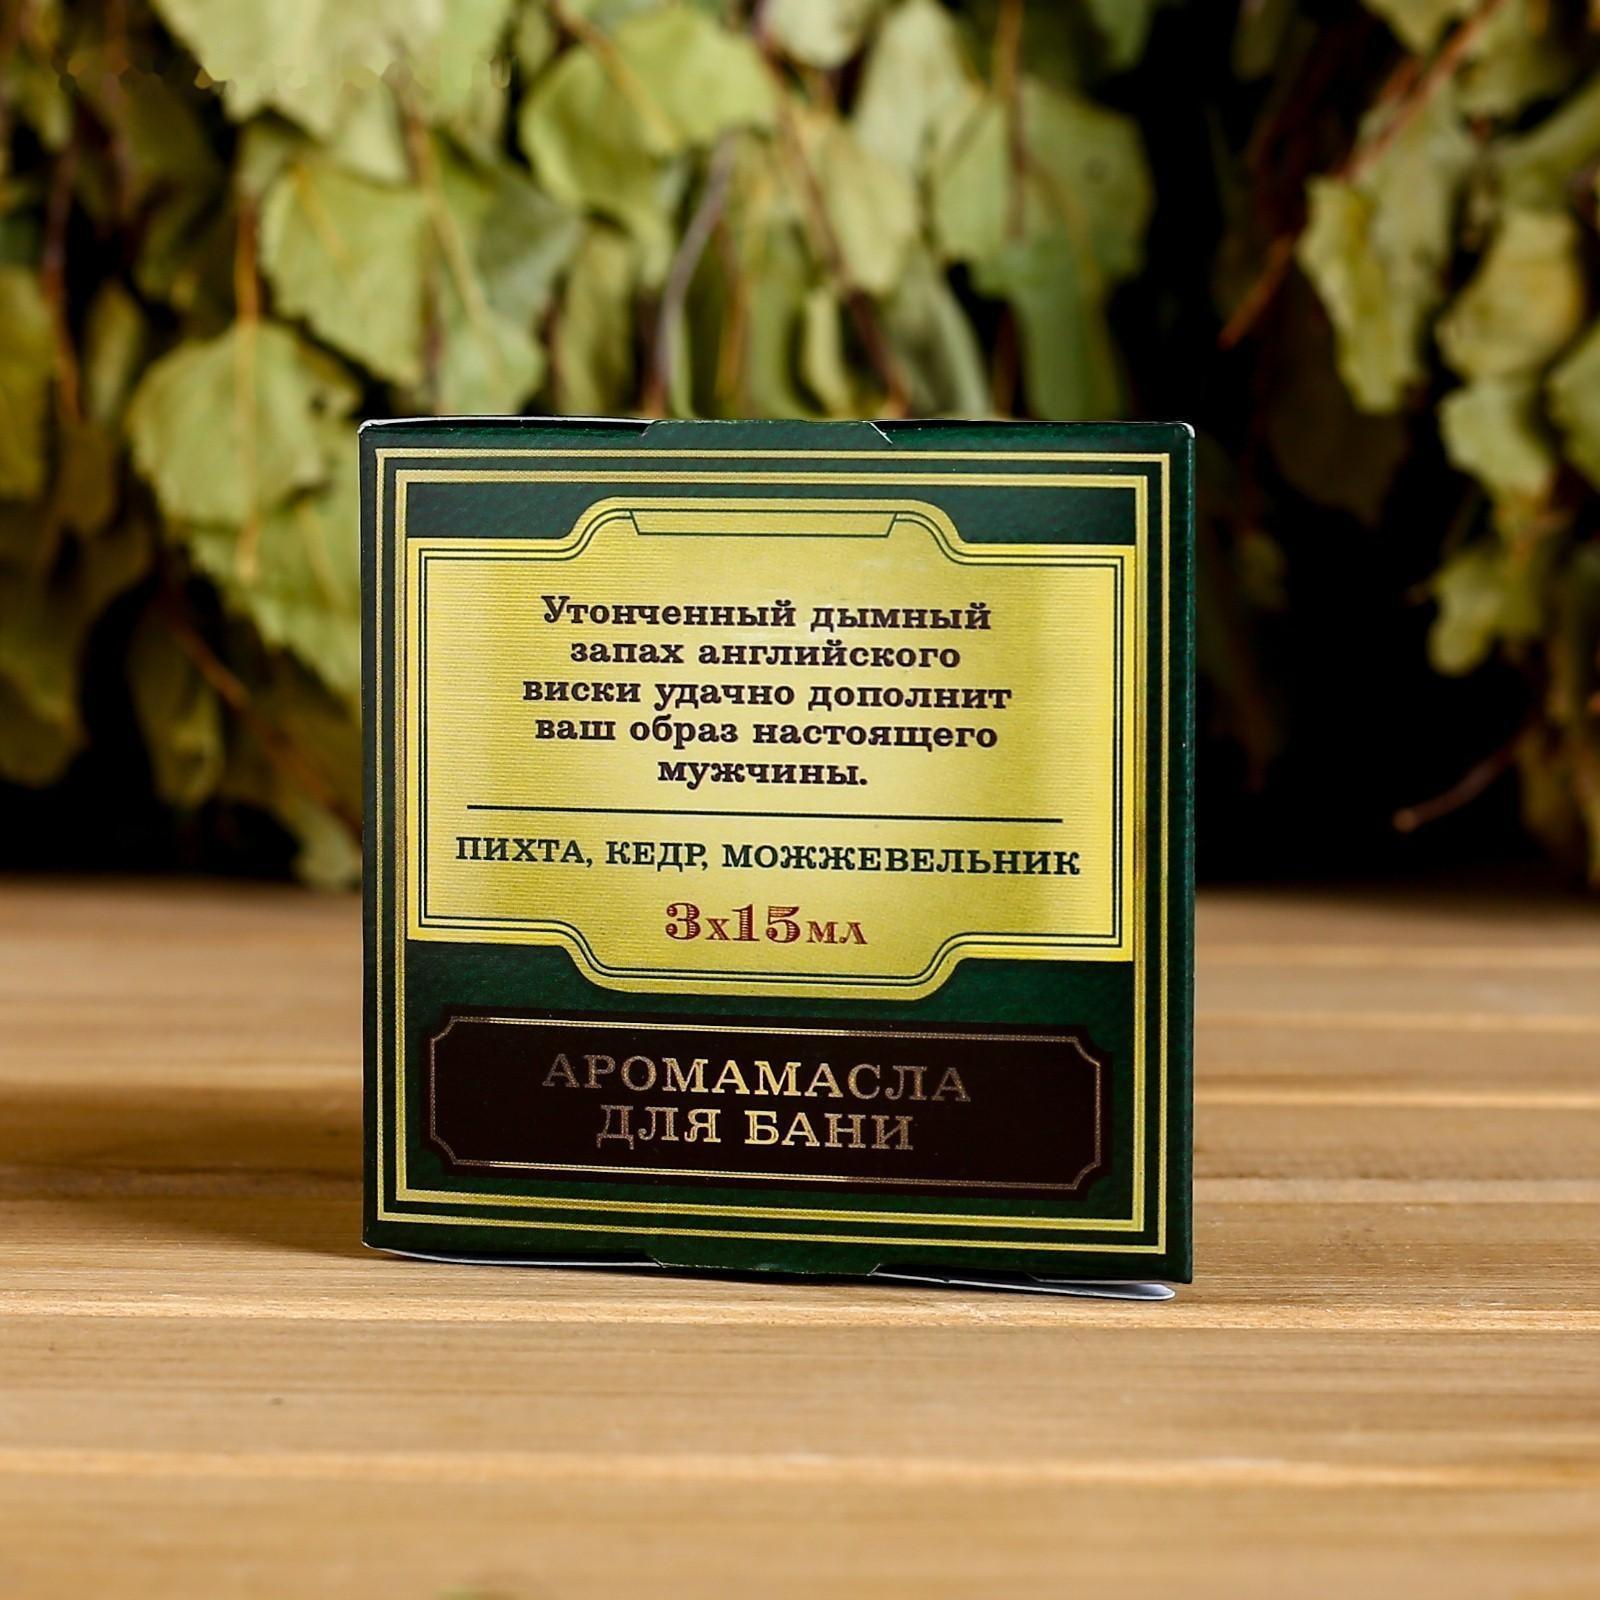 Утонченный дымный
запах английского
виски удачно дополнит
ваш образ настоящего
мужчины.
ПИХТА, КЕДР, МОЖЖЕВЕЛЬНИК
3х15мл
АРОМАМАСЛА
ДЛЯ БАНИ